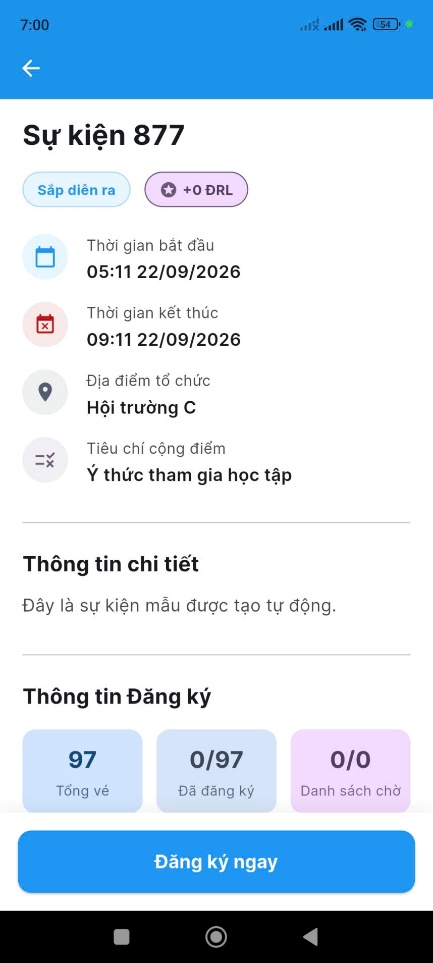 7:00
54
Sự kiện 877
Sắp diễn ra
+0 ĐRL
Thời gian bắt đầu
05:11 22/09/2026
Thời gian kết thúc
09:11 22/09/2026
Địa điểm tổ chức
Hội trường C
Tiêu chí cộng điểm
Ý thức tham gia học tập
Thông tin chi tiết
Đây là sự kiện mẫu được tạo tự động.
Thông tin Đăng ký
97
Tổng vé
0/97
Đã đăng ký
0/0
Danh sách chờ
Đăng ký ngay